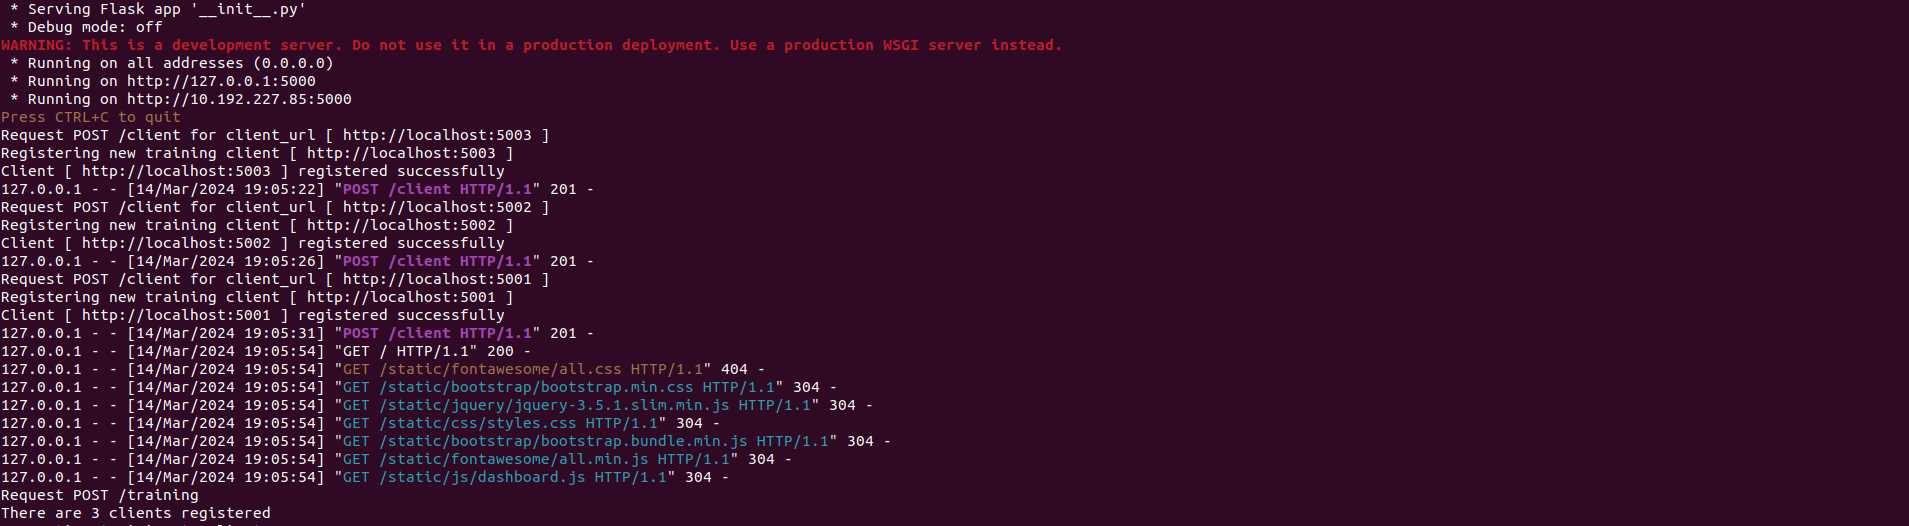 * Serving Flask app '__init__.py'
* Debug mode: off
WARNING: This is a development server. Do not use it in a production deployment. Use a production WSGI server instead.
* Running on all addresses (0.0.0.0)
* Running on http://127.0.0.1:5000
* Running on http://10.192.227.85:5000
Press CTRL+C to quit
Request POST /client for client_url [ http://localhost:5003 ]
Registering new training client [ http://localhost:5003 ]
Client [ http://localhost:5003 ] registered successfully
127.0.0.1 - - [14/Mar/2024 19:05:22] "POST /client HTTP/1.1" 201 -
Request POST /client for client_url [ http://localhost:5002 ]
Registering new training client [ http://localhost:5002 ]
Client [ http://localhost:5002 ] registered successfully
127.0.0.1 - - [14/Mar/2024 19:05:26] "POST /client HTTP/1.1" 201 -
Request POST /client for client_url [ http://localhost:5001 ]
Registering new training client [ http://localhost:5001 ]
Client [ http://localhost:5001 ] registered successfully
127.0.0.1 - - [14/Mar/2024 19:05:31] "POST /client HTTP/1.1" 201 -
127.0.0.1 - - [14/Mar/2024 19:05:54] "GET / HTTP/1.1" 200 -
127.0.0.1 - - [14/Mar/2024 19:05:54] "GET /static/fontawesome/all.css HTTP/1.1" 404 -
127.0.0.1 - - [14/Mar/2024 19:05:54] "GET /static/bootstrap/bootstrap.min.css HTTP/1.1" 304 -
127.0.0.1 - - [14/Mar/2024 19:05:54] "GET /static/jquery/jquery-3.5.1.slim.min.js HTTP/1.1" 304 -
127.0.0.1 - - [14/Mar/2024 19:05:54] "GET /static/css/styles.css HTTP/1.1" 304 -
127.0.0.1 - - [14/Mar/2024 19:05:54] "GET /static/bootstrap/bootstrap.bundle.min.js HTTP/1.1" 304 -
127.0.0.1 - - [14/Mar/2024 19:05:54] "GET /static/fontawesome/all.min.js HTTP/1.1" 304 -
127.0.0.1 - - [14/Mar/2024 19:05:54] "GET /static/js/dashboard.js HTTP/1.1" 304 -
Request POST /training
There are 3 clients registered